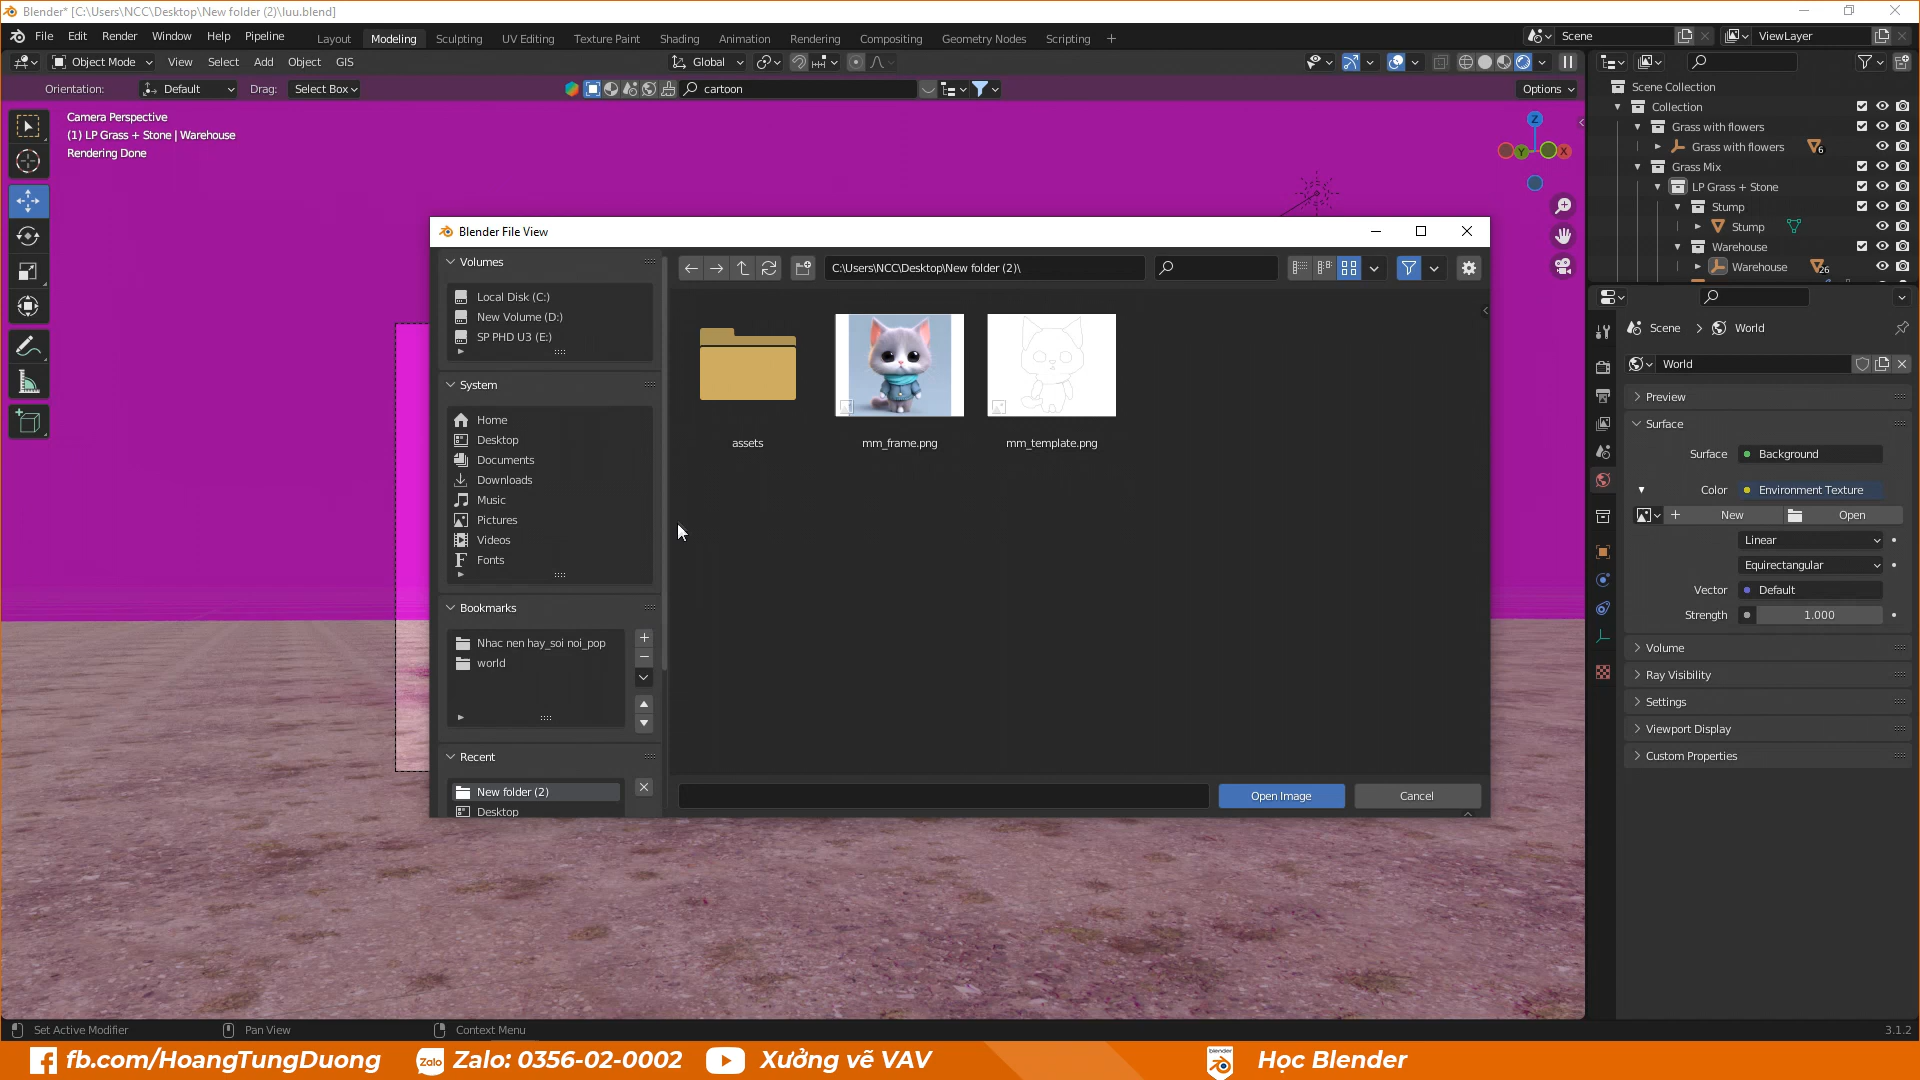 Blender* [C:\Users\NCC\Desktop\New folder (2)\luu.blend]
File Edit Render Window Help Pipeline Layout Modeling Sculpting UV Editing Texture Paint Shading Animation Rendering Compositing Geometry Nodes Scripting + Scene ViewLayer
Object Mode View Select Add Object GIS Global
Orientation: Default Drag: Select Box cartoon Options
Camera Perspective
(1) LP Grass + Stone | Warehouse
Rendering Done
Z
Y
X
Scene Collection
Collection
Grass with flowers
Grass with flowers 6
Grass Mix
LP Grass + Stone
Stump
Stump
Warehouse
Warehouse 26
Blender File View
Volumes
Local Disk (C:)
New Volume (D:)
SP PHD U3 (E:)
System
Home
Desktop
Documents
Downloads
Music
Pictures
Videos
Fonts
Bookmarks
Nhac nen hay_soi noi_pop
world
Recent
New folder (2)
Desktop
C:\Users\NCC\Desktop\New folder (2)\
assets
mm_frame.png
mm_template.png
Open Image
Cancel
Scene > World
World
Preview
Surface
Surface Background
Color Environment Texture
New Open
Linear
Equirectangular
Vector Default
Strength 1.000
Volume
Ray Visibility
Settings
Viewport Display
Custom Properties
Set Active Modifier Pan View Context Menu 3.1.2
fb.com/HoangTungDuong Zalo Zalo: 0356-02-0002 Xưởng vẽ VAV blender Học Blender